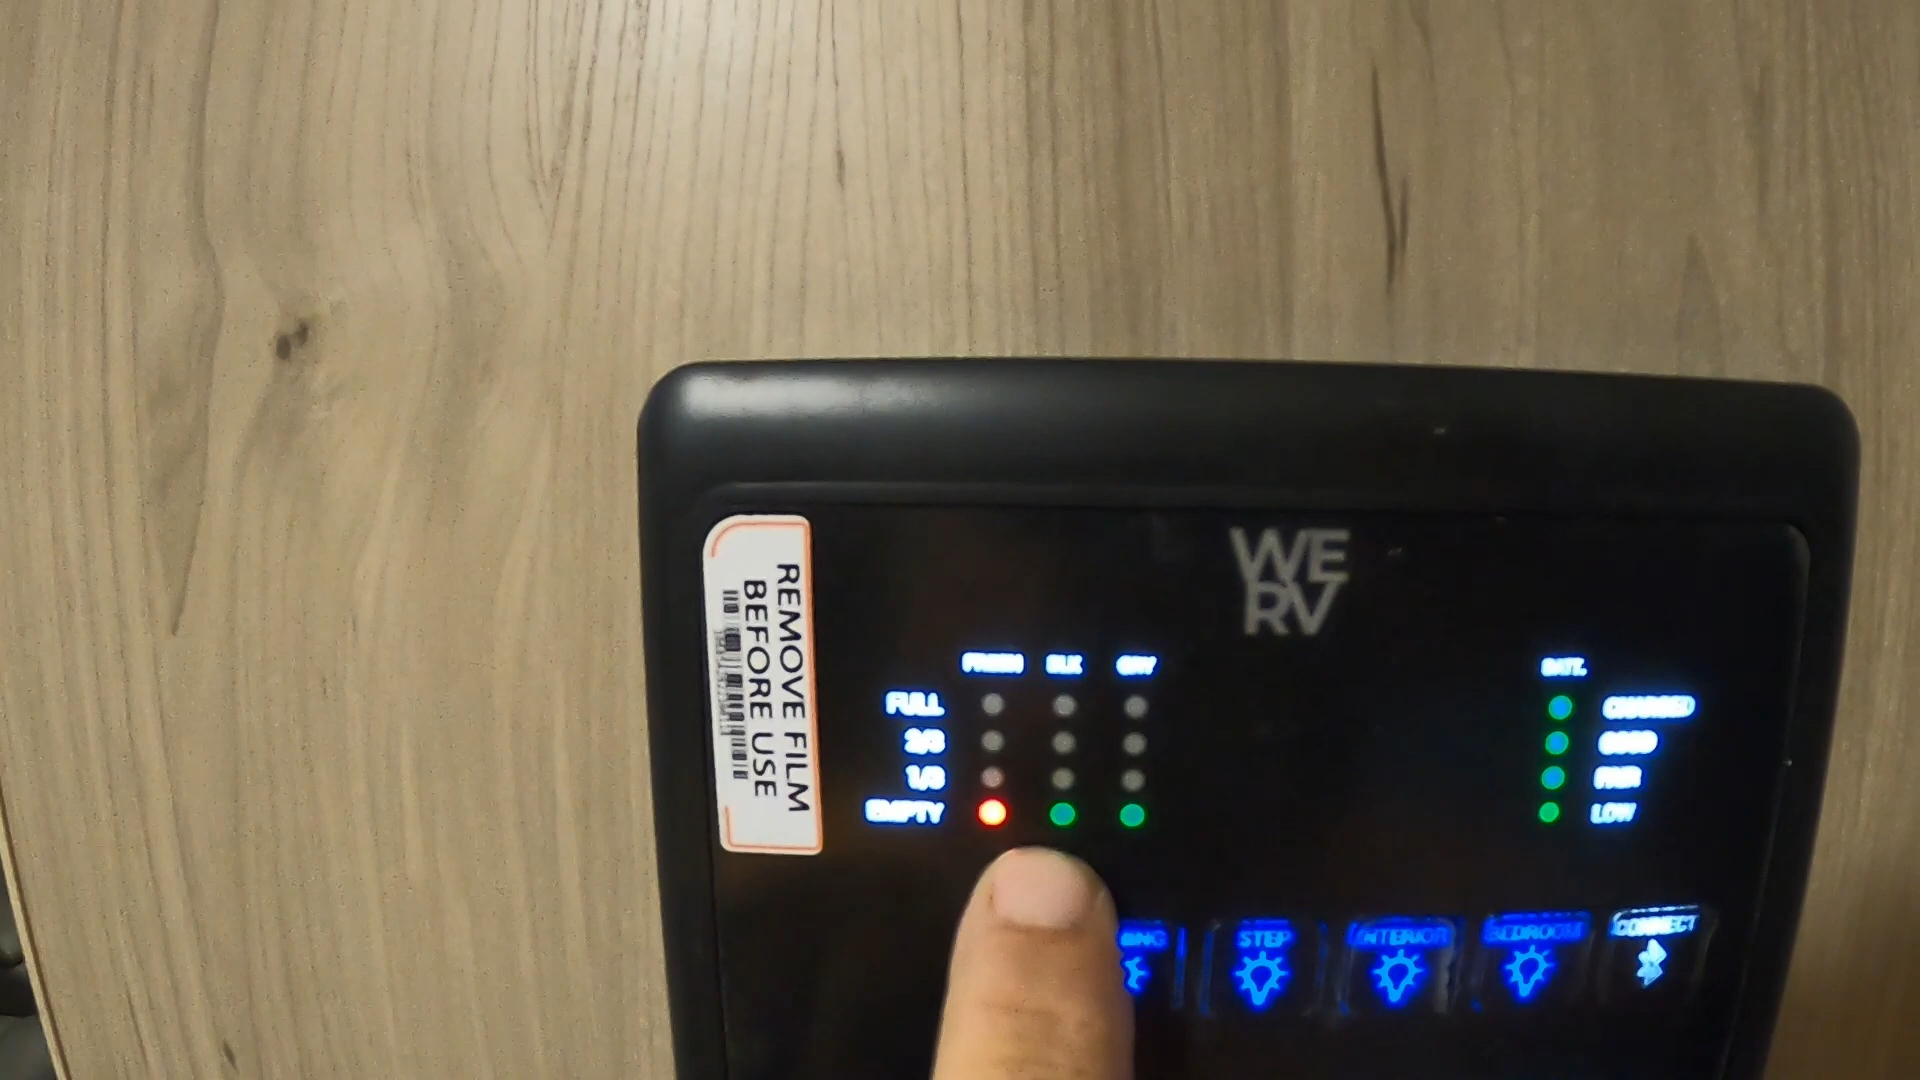 WE
RV
REMOVE FILM
BEFORE USE
FRESH BLK GRY
BATT.
FULL
CHARGED
2/3
GOOD
1/3
FAIR
EMPTY
LOW
STEP
INTERIOR
BEDROOM
CONNECT